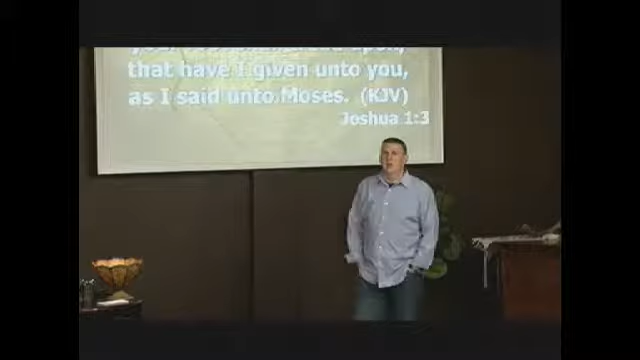 that have I given unto you,
as I said unto Moses. (KJV)
Joshua 1:3